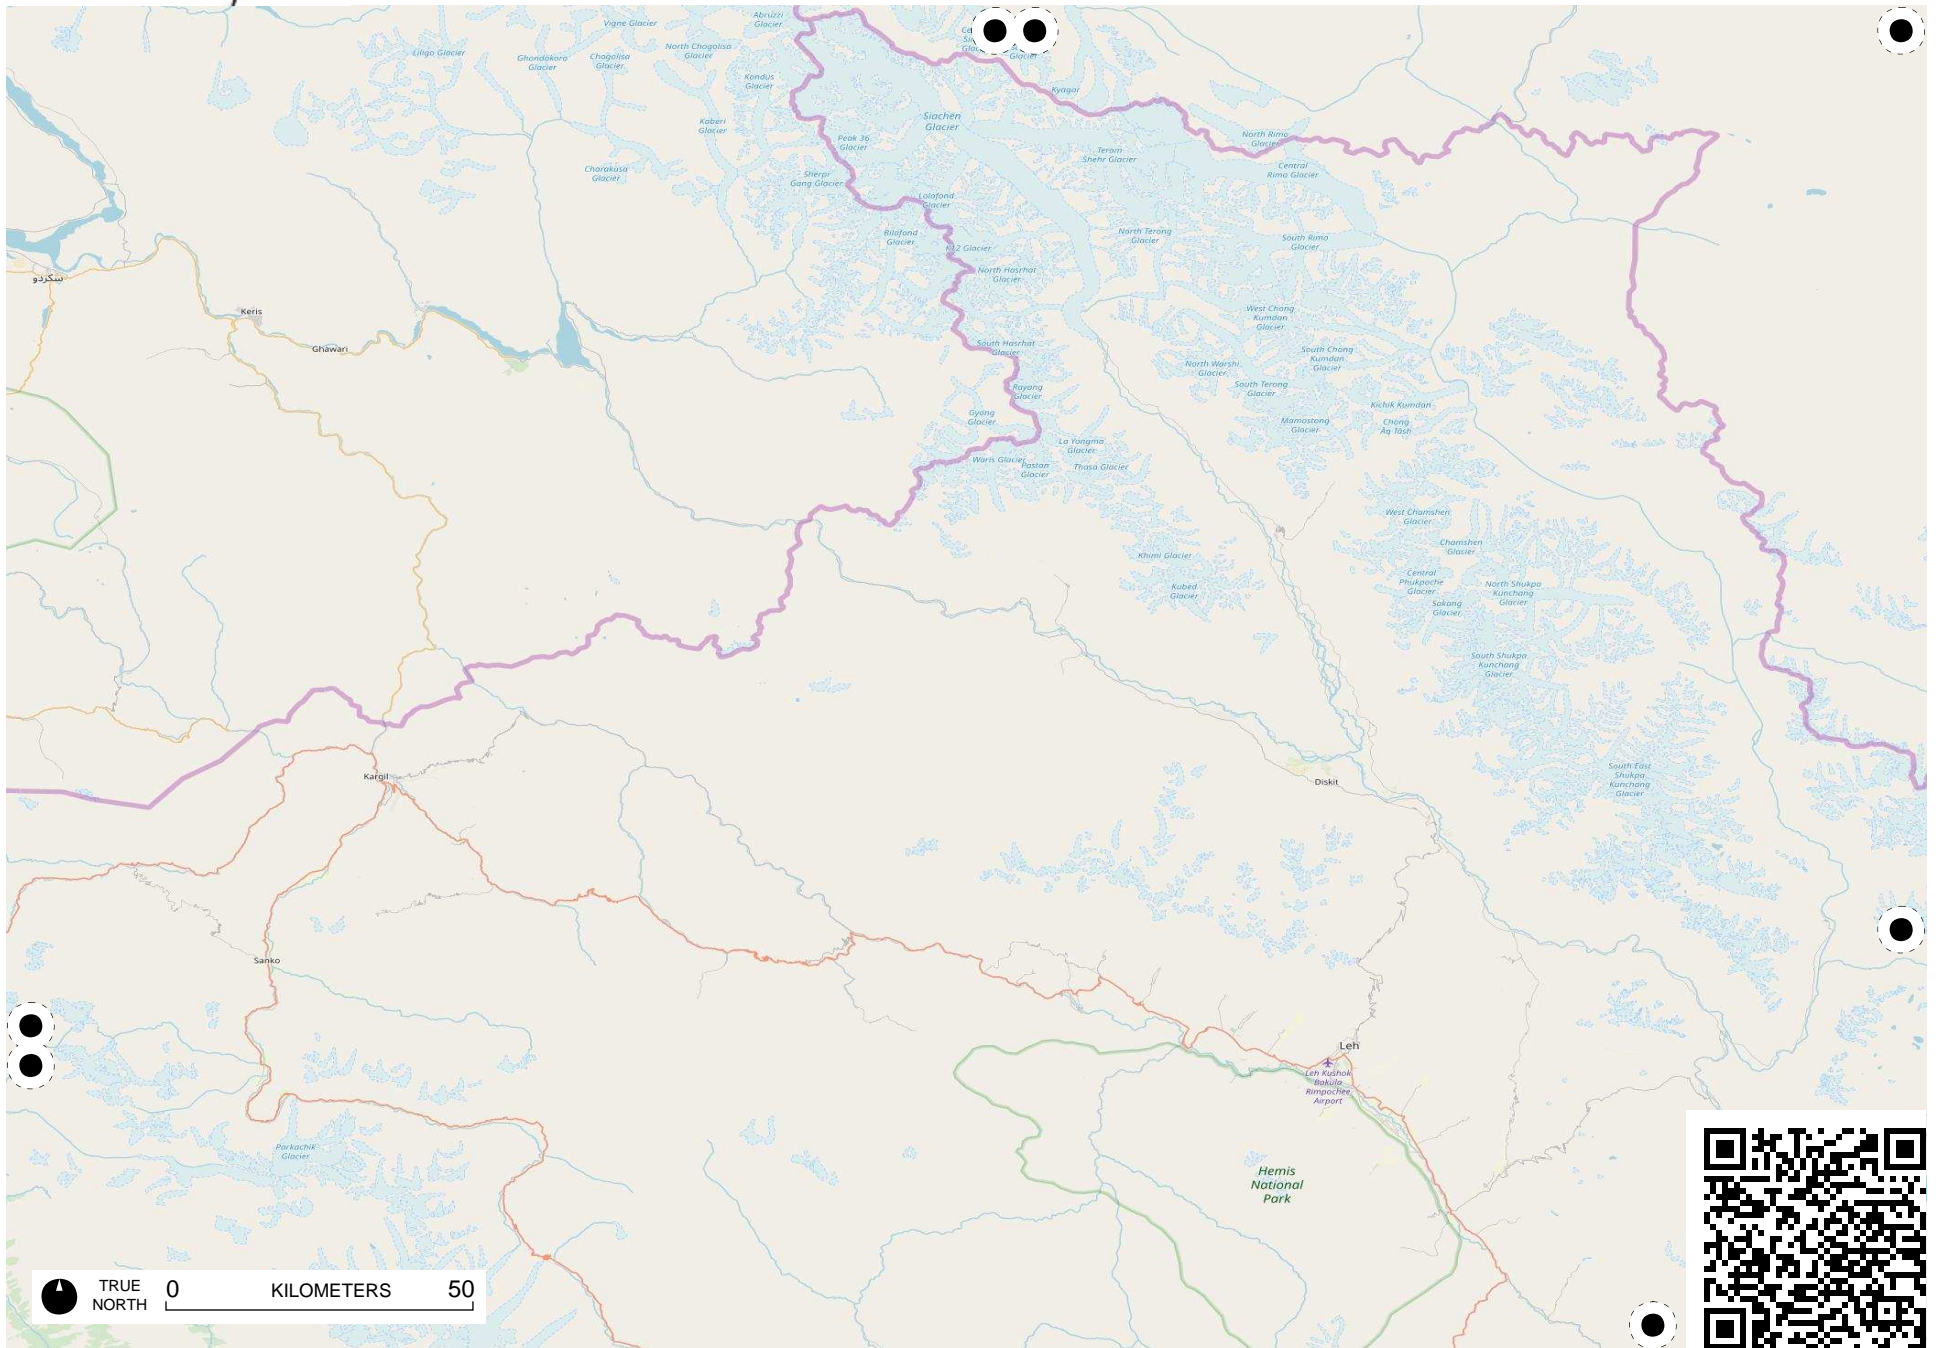 Abruzzi
Glacier
Vigne Glacier
Liligo Glacier
Ghondokoro
Glacier
Chogolisa
Glacier
North Chogolisa
Glacier
Kondus
Glacier
Kaberi
Glacier
Charakusa
Glacier
Kyagar
Siachen
Glacier
Peak 36
Glacier
Sherpi
Gang Glacier
Lolofond
Glacier
Bilafond
Glacier
K12 Glacier
North Hasrhat
Glacier
South Hasrhat
Glacier
Teram
Shehr Glacier
North Rimo
Glacier
Central
Rimo Glacier
North Terong
Glacier
South Rimo
Glacier
West Chong
Kumdan
Glacier
South Chong
Kumdan
Glacier
North Warshi
Glacier
South Terong
Glacier
Kichik Kumdan
Chong
Aq Tash
Mamostong
Glacier
Rayang
Glacier
Gyong
Glacier
La Yongma
Glacier
Waris Glacier
Pastan
Glacier
Thasa Glacier
سکردو
Keris
Ghawari
West Chamshen
Glacier
Chamshen
Glacier
Khimi Glacier
Kubed
Glacier
Central
Phukpoche
Glacier
North Shukpa
Kunchang
Glacier
Sakang
Glacier
South Shukpa
Kunchang
Glacier
South East
Shukpa
Kunchang
Glacier
Kargil
Diskit
Sanko
Leh
Leh Kushok
Bakula
Rimpochee
Airport
Parkachik
Glacier
Hemis
National
Park
TRUE
NORTH
0 KILOMETERS 50